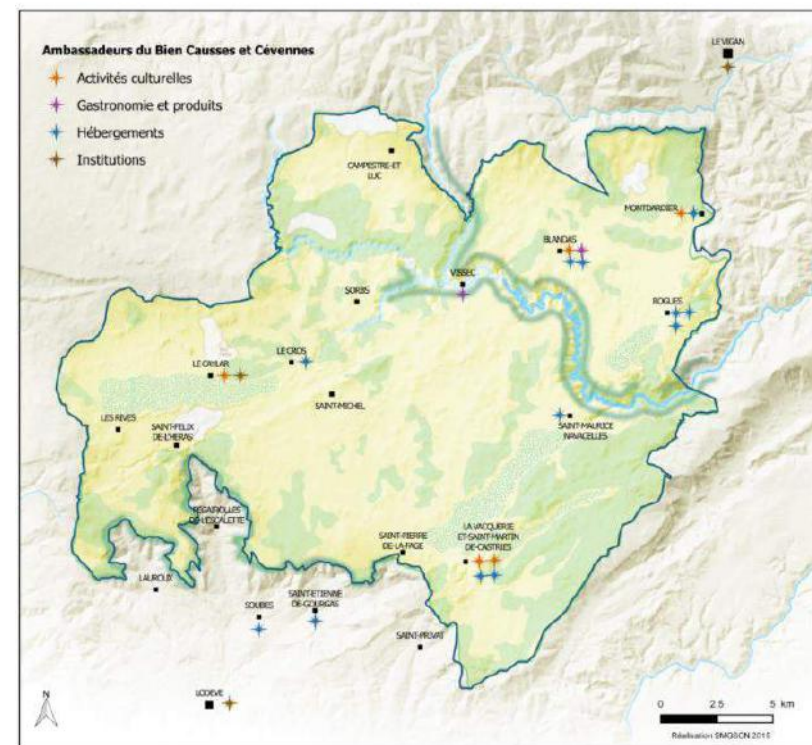 Ambassadeurs du Bien Causses et Cévennes
Activités culturelles
Gastronomie et produits
Hébergements
Institutions
LE VIGAN
CAMPESTRE-ET
LUC
MONTDARDIER
BLANDAS
VISSEC
SORBS
ROGUES
LE CROS
LE CAYLAR
SAINT-MICHEL
LES RIVES
SAINT-FELIX
DE-L'HERAS
SAINT-MAURICE
NAVACELLES
PEGAIROLLES
DE-L'ESCALETTE
SAINT-PIERRE
DE-LA-FAGE
LA VACQUERIE
ET-SAINT-MARTIN
DE-CASTRIES
LAUROUX
SOUBES
SAINT-ETIENNE
DE-GOURGAS
SAINT-PRIVAT
LODEVE
N
0 2.5 5 km
Réalisation SMGSCN 2016